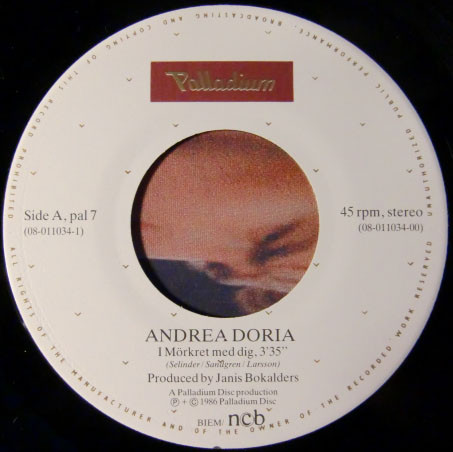 Palladium
Side A, pal 7
(08-011034-1)
45 rpm, stereo
(08-011034-00)
ANDREA DORIA
I Mörkret med dig, 3'35"
(Selinder / Sandgren / Larsson)
Produced by Janis Bokalders
A Palladium Disc production
℗ + © 1986 Palladium Disc
BIEM/ ncb
ALL RIGHTS OF THE MANUFACTURER AND OF THE OWNER OF THE RECORDED WORK RESERVED UNAUTHORIZED PUBLIC PERFORMANCE, BROADCASTING AND COPYING OF THIS RECORD PROHIBITED